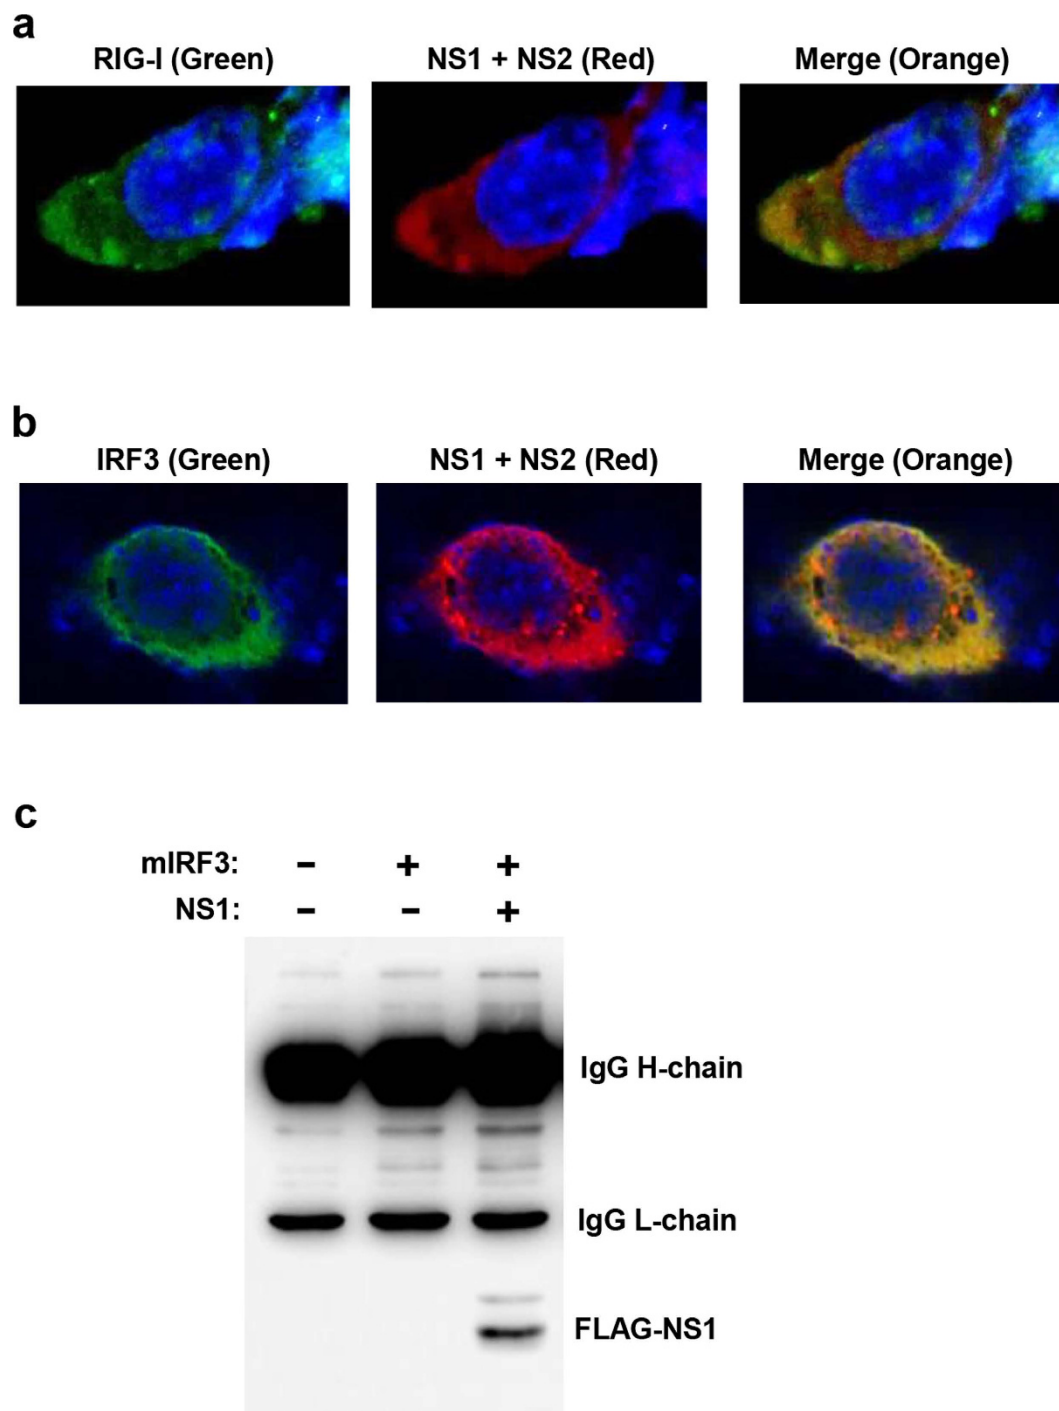 a
RIG-I (Green) NS1 + NS2 (Red) Merge (Orange)
b
IRF3 (Green) NS1 + NS2 (Red) Merge (Orange)
c
mIRF3: - + +
NS1: - - +
IgG H-chain
IgG L-chain
FLAG-NS1